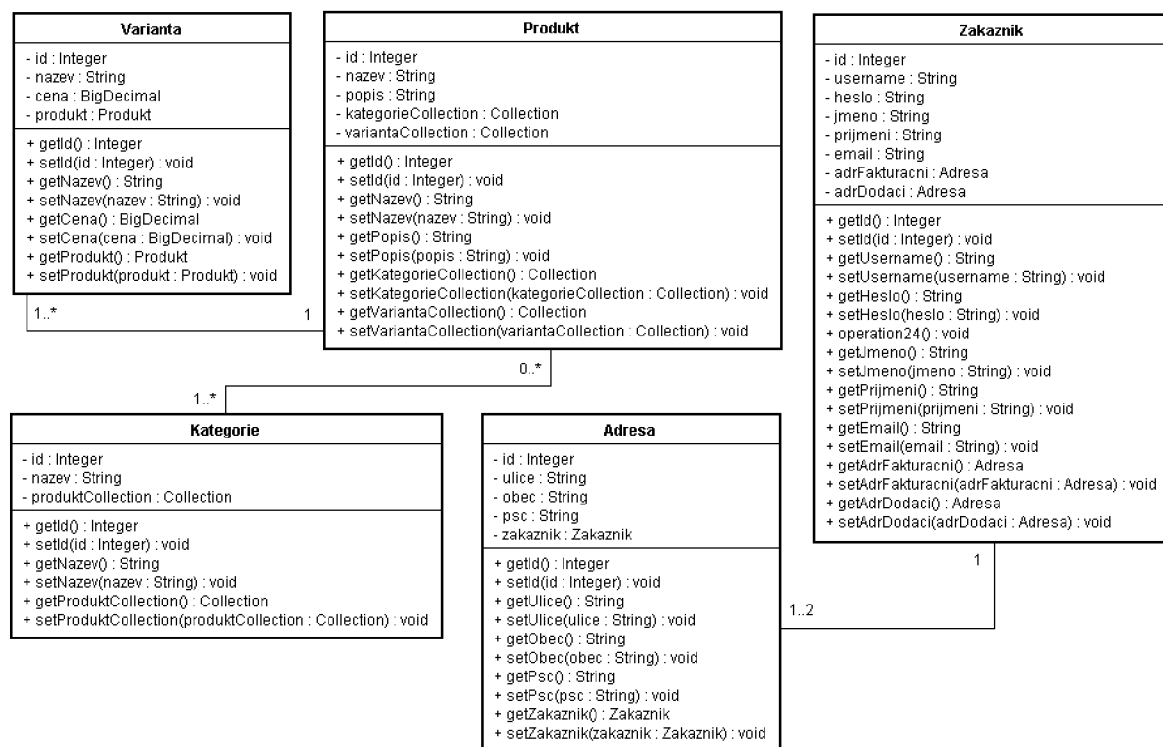 Varianta
- id : Integer
- nazev : String
- cena : BigDecimal
- produkt : Produkt
+ getId() : Integer
+ setId(id : Integer) : void
+ getNazev() : String
+ setNazev(nazev : String) : void
+ getCena() : BigDecimal
+ setCena(cena : BigDecimal) : void
+ getProdukt() : Produkt
+ setProdukt(produkt : Produkt) : void
1..*
1
Produkt
- id : Integer
- nazev : String
- popis : String
- kategorieCollection : Collection
- variantaCollection : Collection
+ getId() : Integer
+ setId(id : Integer) : void
+ getNazev() : String
+ setNazev(nazev : String) : void
+ getPopis() : String
+ setPopis(popis : String) : void
+ getKategorieCollection() : Collection
+ setKategorieCollection(kategorieCollection : Collection) : void
+ getVariantaCollection() : Collection
+ setVariantaCollection(variantaCollection : Collection) : void
0..*
1..*
Zakaznik
- id : Integer
- username : String
- heslo : String
- jmeno : String
- prijmeni : String
- email : String
- adrFakturacni : Adresa
- adrDodaci : Adresa
+ getId() : Integer
+ setId(id : Integer) : void
+ getUsername() : String
+ setUsername(username : String) : void
+ getHeslo() : String
+ setHeslo(heslo : String) : void
+ operation24() : void
+ getJmeno() : String
+ setJmeno(jmeno : String) : void
+ getPrijmeni() : String
+ setPrijmeni(prijmeni : String) : void
+ getEmail() : String
+ setEmail(email : String) : void
+ getAdrFakturacni() : Adresa
+ setAdrFakturacni(adrFakturacni : Adresa) : void
+ getAdrDodaci() : Adresa
+ setAdrDodaci(adrDodaci : Adresa) : void
1
1..2
Kategorie
- id : Integer
- nazev : String
- produktCollection : Collection
+ getId() : Integer
+ setId(id : Integer) : void
+ getNazev() : String
+ setNazev(nazev : String) : void
+ getProduktCollection() : Collection
+ setProduktCollection(produktCollection : Collection) : void
Adresa
- id : Integer
- ulice : String
- obec : String
- psc : String
- zakaznik : Zakaznik
+ getId() : Integer
+ setId(id : Integer) : void
+ getUlice() : String
+ setUlice(ulice : String) : void
+ getObec() : String
+ setObec(obec : String) : void
+ getPsc() : String
+ setPsc(psc : String) : void
+ getZakaznik() : Zakaznik
+ setZakaznik(zakaznik : Zakaznik) : void